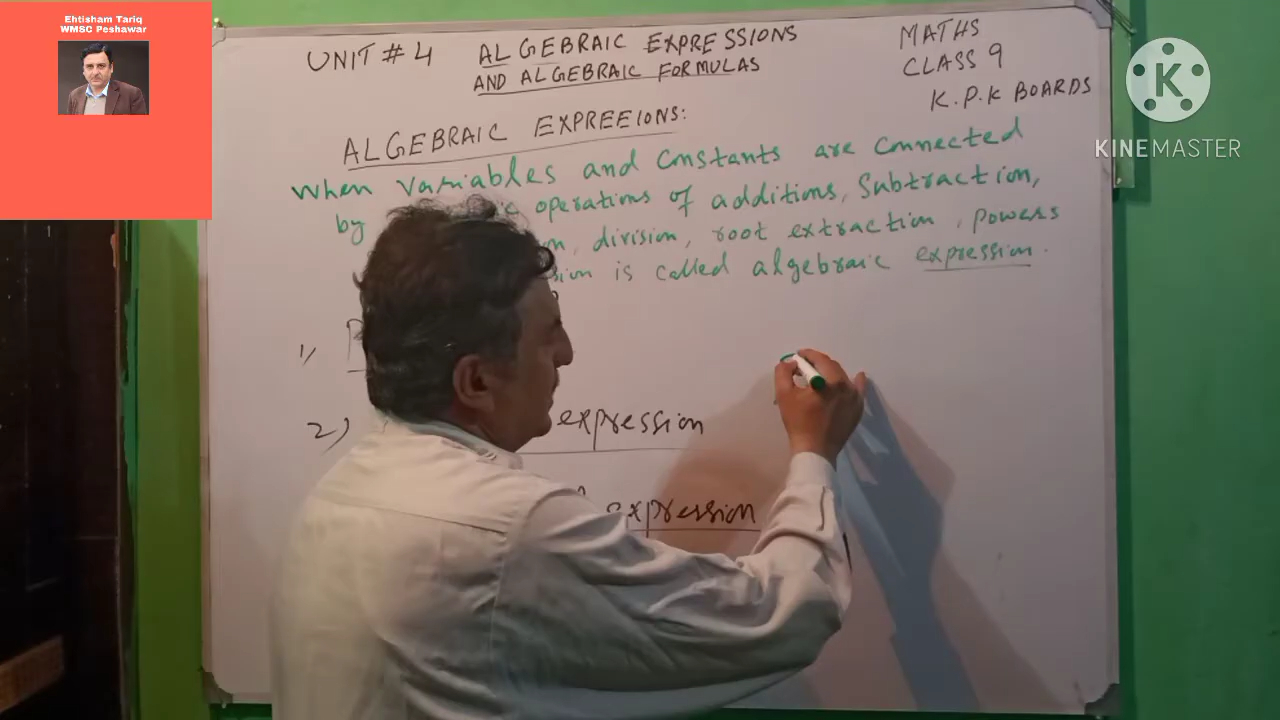 Ehtisham Tariq
WMSC Peshawar
UNIT # 4 ALGEBRAIC EXPRESSIONS
AND ALGEBRAIC FORMULAS
MATHS
CLASS 9
K.P.K BOARDS
K
KINEMASTER
ALGEBRAIC EXPREEIONS:
When Variables and Constants are Connected
by operations of additions, Subtraction,
division, root extraction, Powers
is called algebraic expression.
1)
2) expression
expression